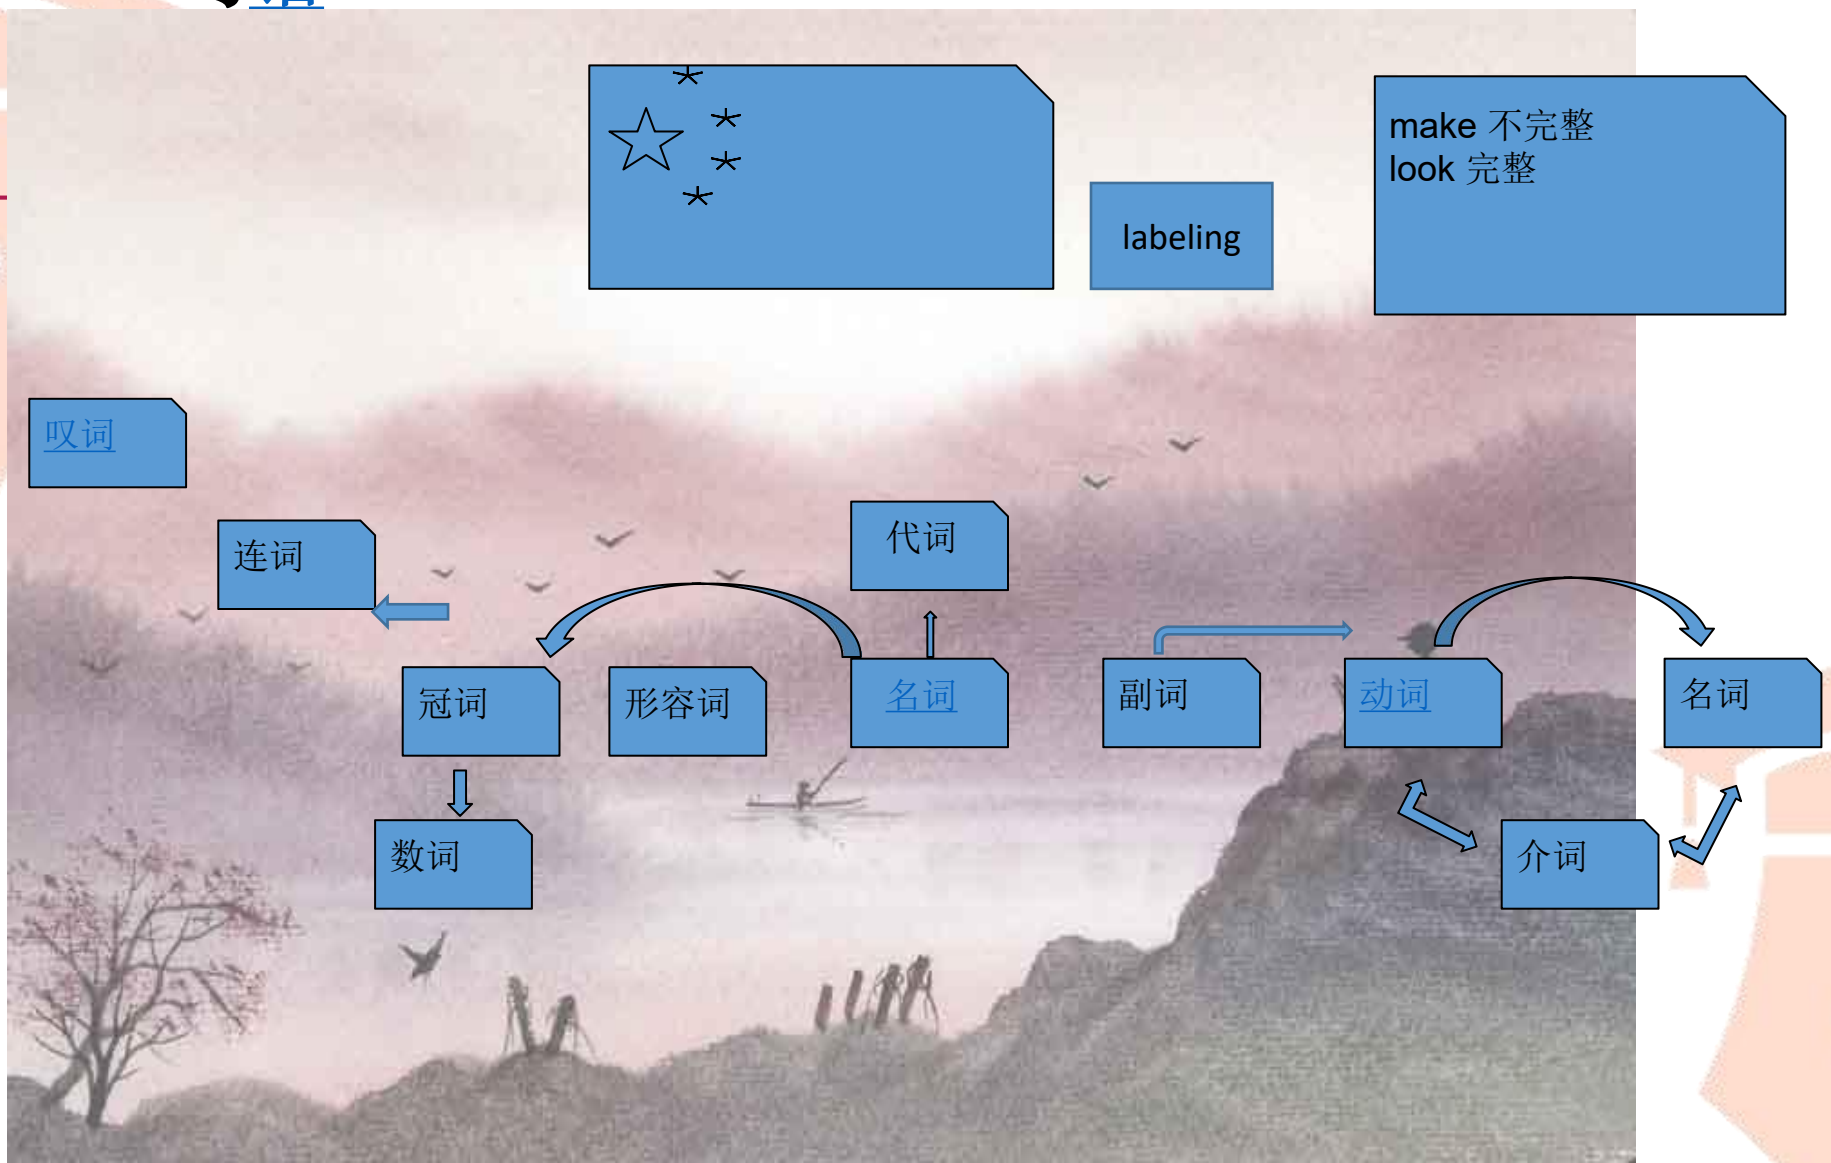 make 不完整
look 完整
labeling
叹词
连词
代词
冠词
形容词
名词
副词
动词
名词
数词
介词